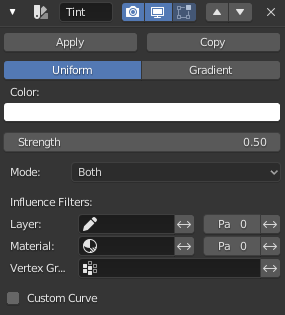 Tint
Apply Copy
Uniform Gradient
Color:
Strength 0.50
Mode: Both
Influence Filters:
Layer: Pa 0
Material: Pa 0
Vertex Gr...
Custom Curve